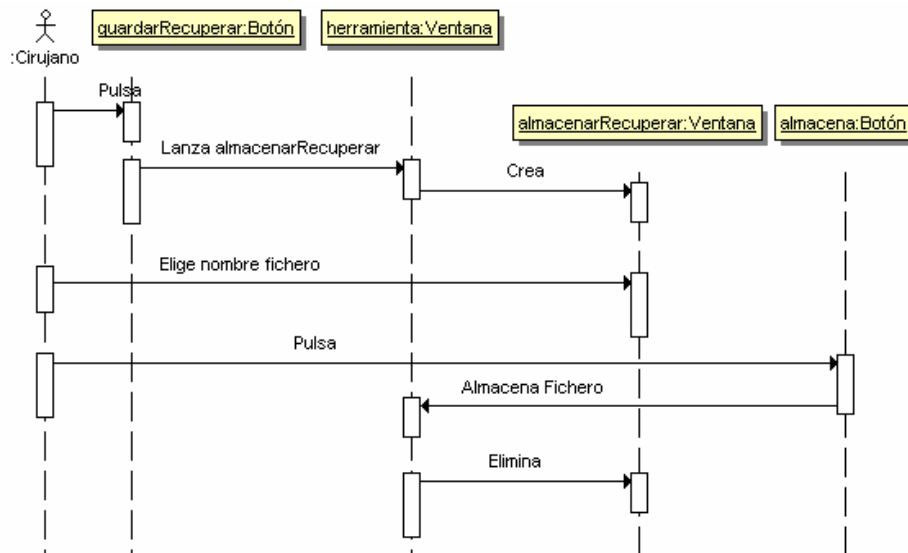 guardarRecuperar:Botón
herramienta:Ventana
:Cirujano
Pulsa
almacenarRecuperar:Ventana
almacena:Botón
Lanza almacenarRecuperar
Crea
Elige nombre fichero
Pulsa
Almacena Fichero
Elimina